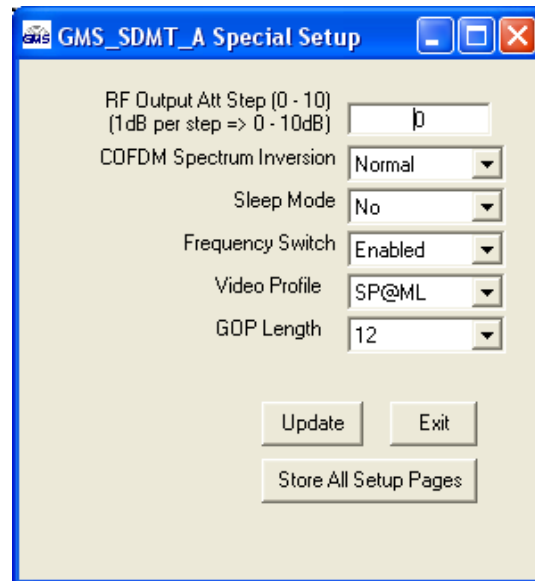 GMS GMS_SDMT_A Special Setup
RF Output Att Step (0 - 10)
(1dB per step => 0 - 10dB) 0
COFDM Spectrum Inversion Normal
Sleep Mode No
Frequency Switch Enabled
Video Profile SP@ML
GOP Length 12
Update Exit
Store All Setup Pages